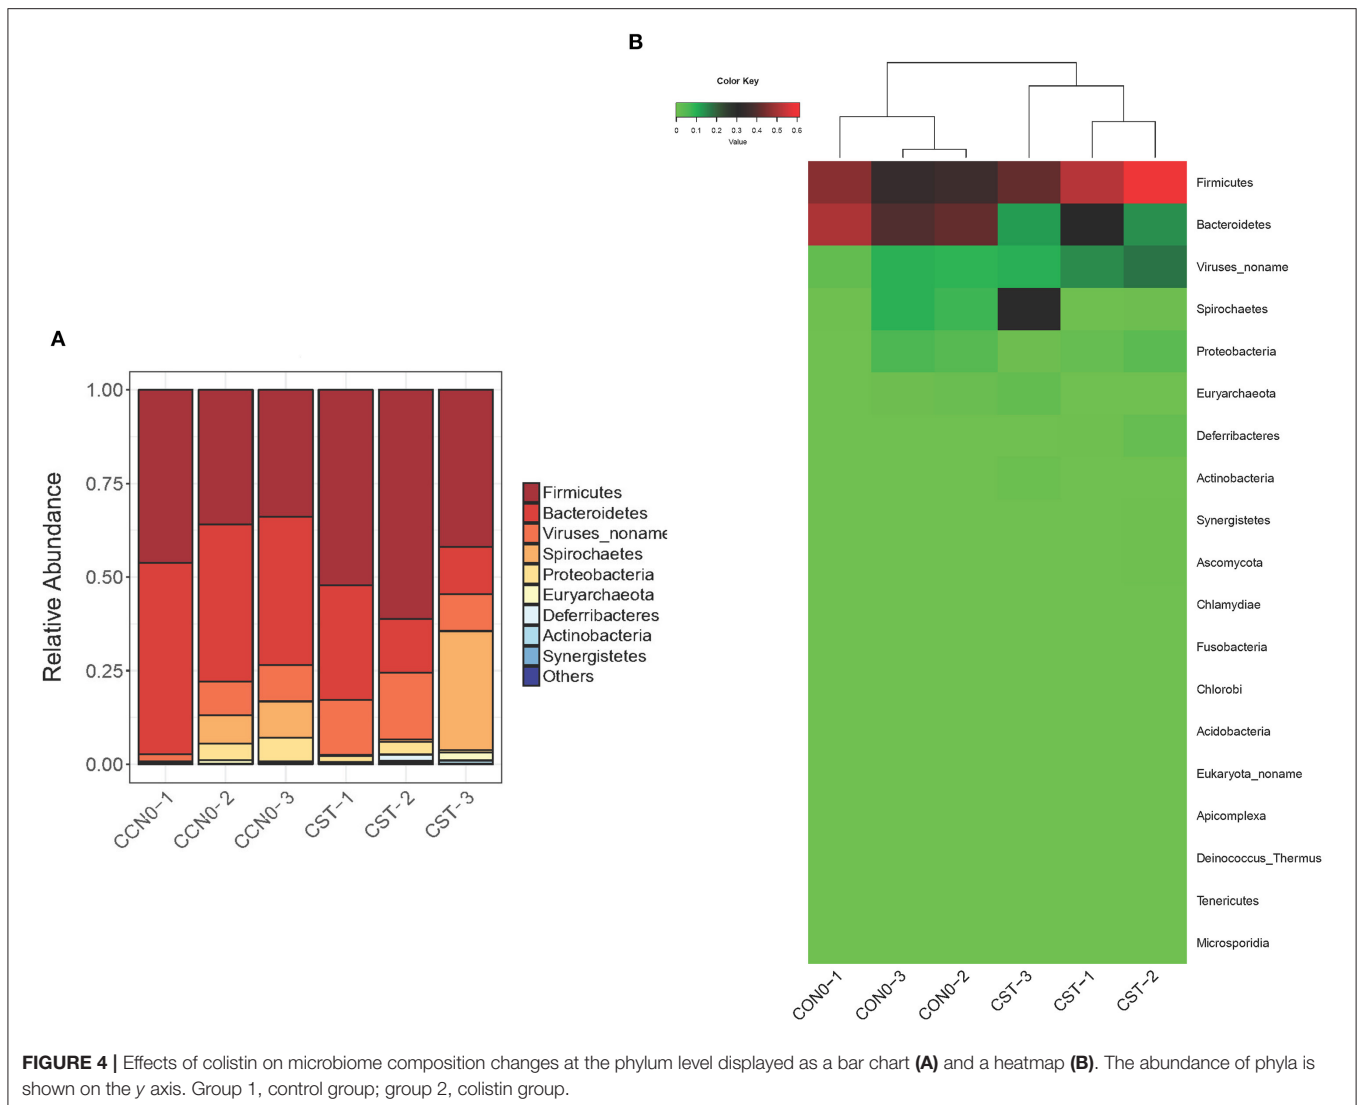 B
Color Key
0 0.1 0.2 0.3 0.4 0.5 0.6
Value
Firmicutes
Bacteroidetes
Viruses_noname
Spirochaetes
Proteobacteria
Euryarchaeota
Deferribacteres
Actinobacteria
Synergistetes
Ascomycota
Chlamydiae
Fusobacteria
Chlorobi
Acidobacteria
Eukaryota_noname
Apicomplexa
Deinococcus_Thermus
Tenericutes
Microsporidia
CON0-1 CON0-3 CON0-2 CST-3 CST-1 CST-2
A
Relative Abundance
1.00
0.75
0.50
0.25
0.00
CCN0-1 CCN0-2 CCN0-3 CST-1 CST-2 CST-3
Firmicutes
Bacteroidetes
Viruses_noname
Spirochaetes
Proteobacteria
Euryarchaeota
Deferribacteres
Actinobacteria
Synergistetes
Others
FIGURE 4 | Effects of colistin on microbiome composition changes at the phylum level displayed as a bar chart (A) and a heatmap (B). The abundance of phyla is
shown on the y axis. Group 1, control group; group 2, colistin group.